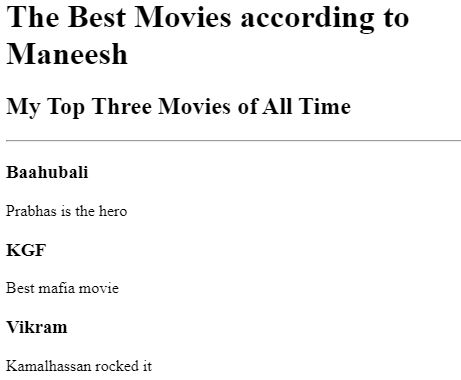 The Best Movies according to
Maneesh
My Top Three Movies of All Time
Baahubali
Prabhas is the hero
KGF
Best mafia movie
Vikram
Kamalhassan rocked it